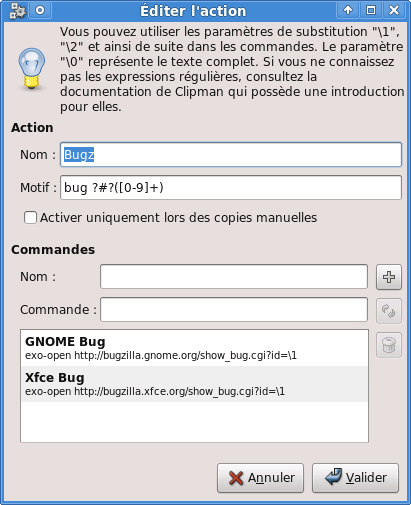 Éditer l'action
Vous pouvez utiliser les paramètres de substitution "\1",
"\2" et ainsi de suite dans les commandes. Le paramètre
"\0" représente le texte complet. Si vous ne connaissez
pas les expressions régulières, consultez la
documentation de Clipman qui possède une introduction
pour elles.
Action
Nom : Bugz
Motif : bug ?#?([0-9]+)
Activer uniquement lors des copies manuelles
Commandes
Nom :
Commande :
GNOME Bug
exo-open http://bugzilla.gnome.org/show_bug.cgi?id=\1
Xfce Bug
exo-open http://bugzilla.xfce.org/show_bug.cgi?id=\1
Annuler Valider